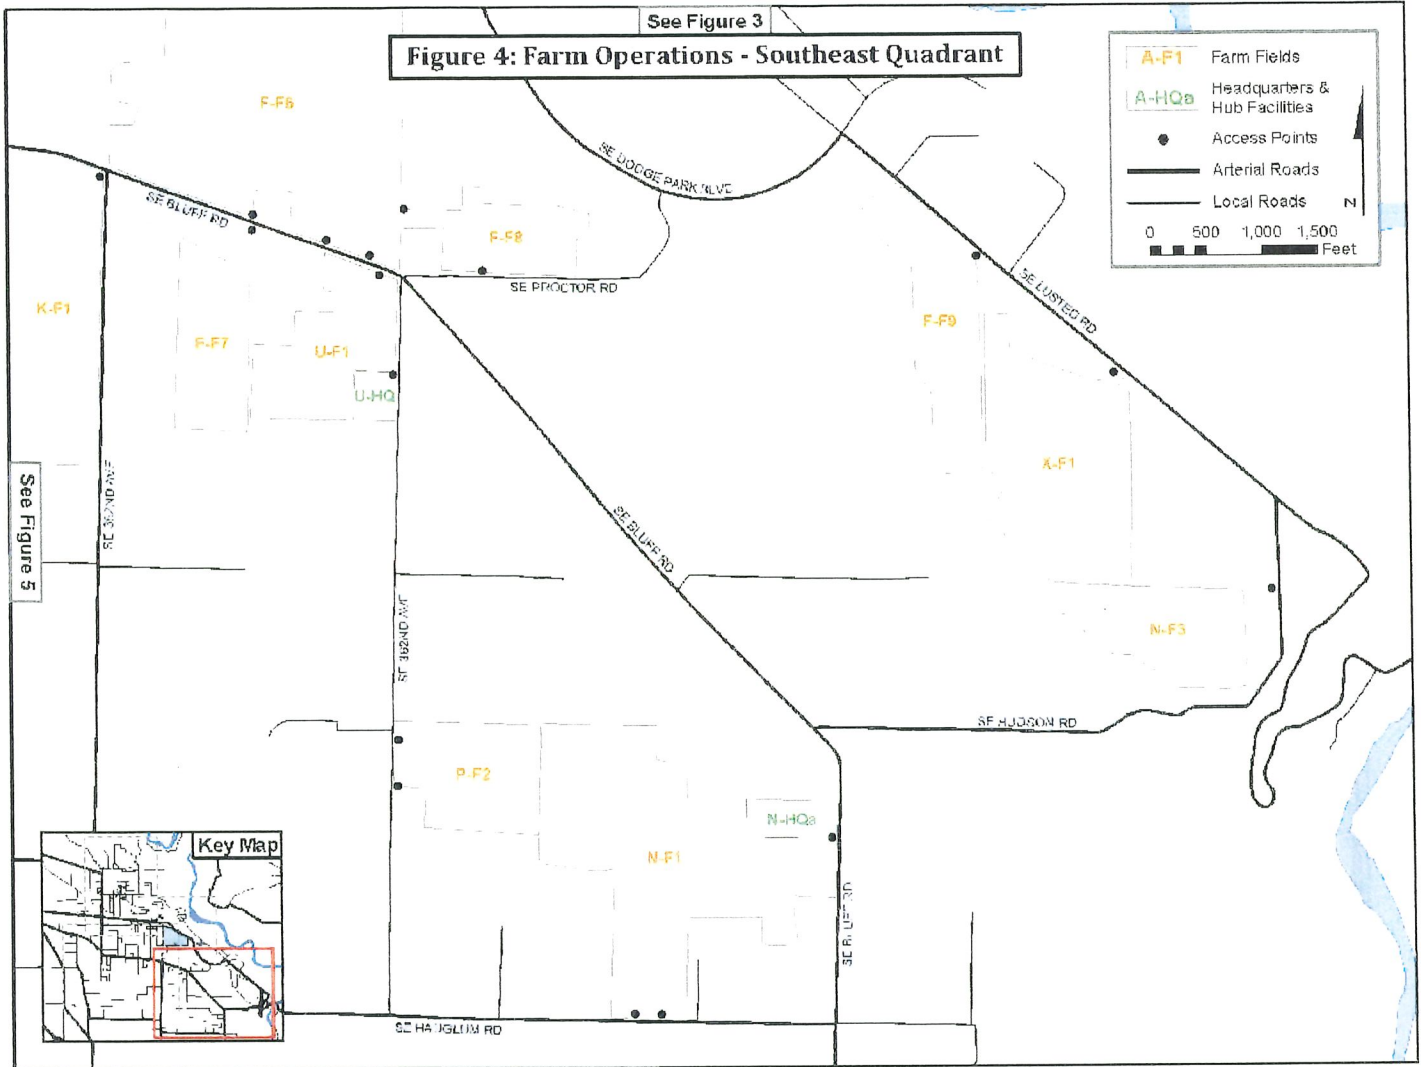 See Figure 3
Figure 4: Farm Operations - Southeast Quadrant
A-F1 Farm Fields
A-HQa Headquarters &
Hub Facilities
Access Points
Arterial Roads
Local Roads
N
0 500 1,000 1,500
Feet
F-F6
SE DODGE PARK BLVD
SE BLUFF RD
F-F8
SE PROCTOR RD
K-F1
F-F7
U-F1
U-HQ
F-F9
SE LUSTED RD
X-F1
See Figure 5
SE 362ND AVE
SE BLUFF RD
SE 362ND AVE
N-F3
SE HUDSON RD
P-F2
N-HQa
N-F1
Key Map
SE BLUFF RD
SE HAUGLUM RD